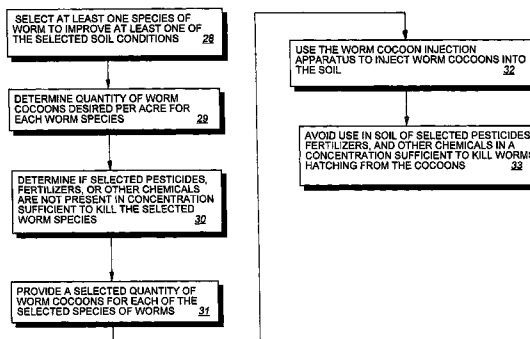 SELECT AT LEAST ONE SPECIES OF
WORM TO IMPROVE AT LEAST ONE OF
THE SELECTED SOIL CONDITIONS
28
DETERMINE QUANTITY OF WORM
COCOONS DESIRED PER ACRE FOR
EACH WORM SPECIES
29
DETERMINE IF SELECTED PESTICIDES,
FERTILIZERS, OR OTHER CHEMICALS
ARE NOT PRESENT IN CONCENTRATION
SUFFICIENT TO KILL THE SELECTED
WORM SPECIES 30
PROVIDE A SELECTED QUANTITY OF
WORM COCOONS FOR EACH OF THE
SELECTED SPECIES OF WORMS 31
USE THE WORM COCOON INJECTION
APPARATUS TO INJECT WORM COCOONS INTO
THE SOIL 32
AVOID USE IN SOIL OF SELECTED PESTICIDES
FERTILIZERS, AND OTHER CHEMICALS IN A
CONCENTRATION SUFFICIENT TO KILL WORMS
HATCHING FROM THE COCOONS 33